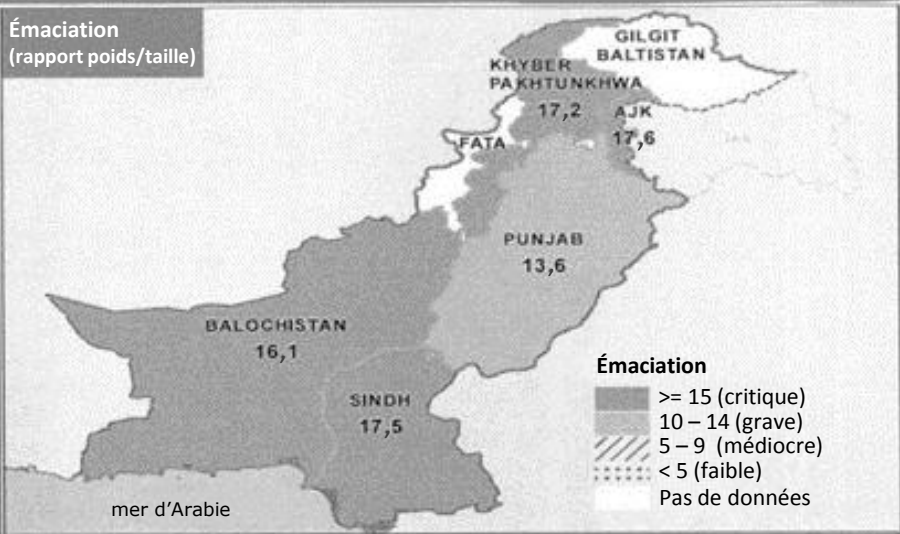 Émaciation
(rapport poids/taille)
GILGIT
BALTISTAN
KHYBER
PAKHTUNKHWA
17,2
AJK
17,6
FATA
PUNJAB
13,6
BALOCHISTAN
16,1
SINDH
17,5
mer d’Arabie
Émaciation
>= 15 (critique)
10 – 14 (grave)
5 – 9 (médiocre)
< 5 (faible)
Pas de données